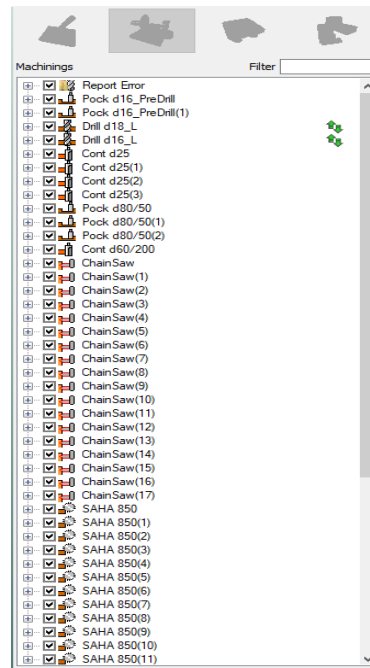 Machinings Filter
Report Error
Pock d16_PreDrill
Pock d16_PreDrill(1)
Drill d18_L
Drill d16_L
Cont d25
Cont d25(1)
Cont d25(2)
Cont d25(3)
Pock d80/50
Pock d80/50(1)
Pock d80/50(2)
Cont d60/200
ChainSaw
ChainSaw(1)
ChainSaw(2)
ChainSaw(3)
ChainSaw(4)
ChainSaw(5)
ChainSaw(6)
ChainSaw(7)
ChainSaw(8)
ChainSaw(9)
ChainSaw(10)
ChainSaw(11)
ChainSaw(12)
ChainSaw(13)
ChainSaw(14)
ChainSaw(15)
ChainSaw(16)
ChainSaw(17)
SAHA 850
SAHA 850(1)
SAHA 850(2)
SAHA 850(3)
SAHA 850(4)
SAHA 850(5)
SAHA 850(6)
SAHA 850(7)
SAHA 850(8)
SAHA 850(9)
SAHA 850(10)
SAHA 850(11)